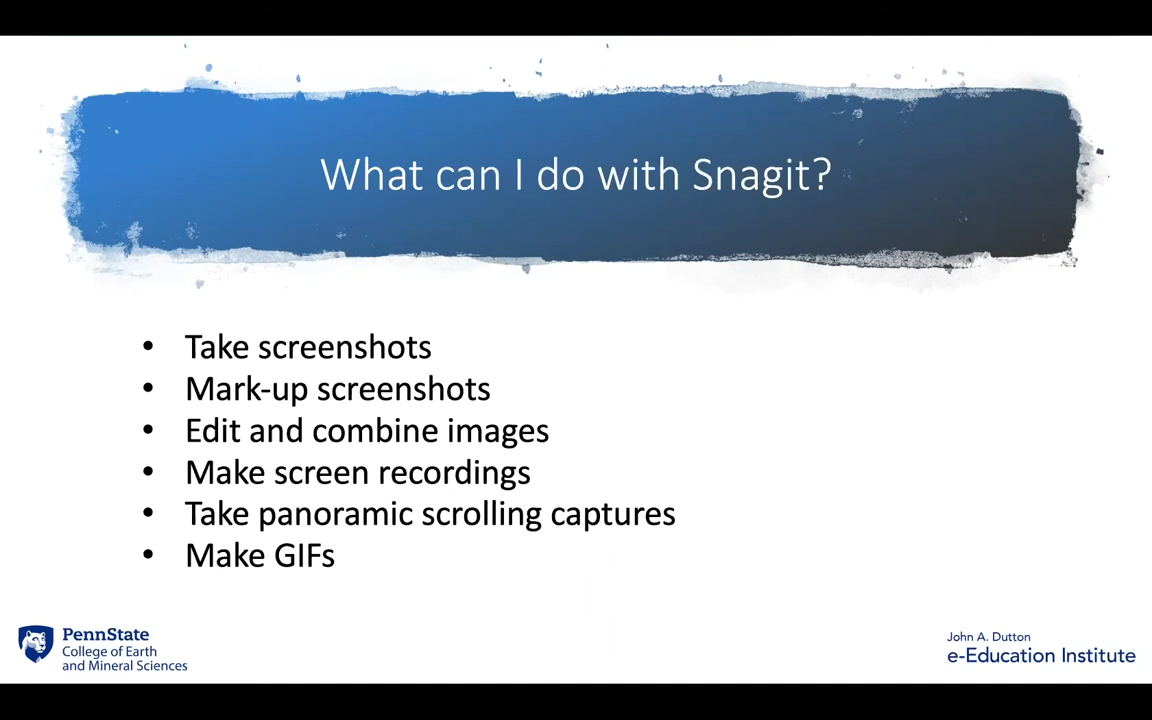 What can I do with Snagit?
• Take screenshots
• Mark-up screenshots
• Edit and combine images
• Make screen recordings
• Take panoramic scrolling captures
• Make GIFs
PennState
College of Earth
and Mineral Sciences
John A. Dutton
e-Education Institute